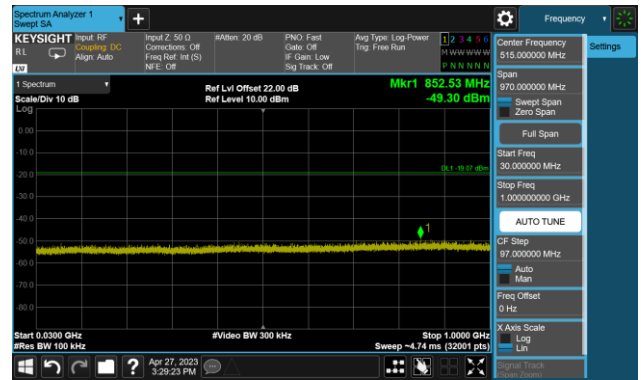 Spectrum Analyzer 1
Swept SA
+
Frequency
KEYSIGHT
RL
LXI
Input: RF
Coupling: DC
Align: Auto
Input Z: 50 Ω
Corrections: Off
Freq Ref: Int (S)
NFE: Off
#Atten: 20 dB
PNO: Fast
Gate: Off
IF Gain: Low
Sig Track: Off
Avg Type: Log-Power
Trig: Free Run
1 2 3 4 5 6
M W W W W W
P N N N N N
Center Frequency
515.000000 MHz
Settings
Span
970.000000 MHz
Swept Span
Zero Span
Full Span
Start Freq
30.000000 MHz
Stop Freq
1.000000000 GHz
AUTO TUNE
CF Step
97.000000 MHz
Auto
Man
Freq Offset
0 Hz
X Axis Scale
Log
Lin
Signal Track
(Span Zoom)
1 Spectrum
Scale/Div 10 dB
Log
Ref Lvl Offset 22.00 dB
Ref Level 10.00 dBm
Mkr1 852.53 MHz
-49.30 dBm
0.00
-10.0
-20.0
-30.0
-40.0
-50.0
-60.0
-70.0
-80.0
DL1 -19.07 dBm
1
Start 0.0300 GHz
#Res BW 100 kHz
#Video BW 300 kHz
Stop 1.0000 GHz
Sweep ~4.74 ms (32001 pts)
?
Apr 27, 2023
3:29:23 PM